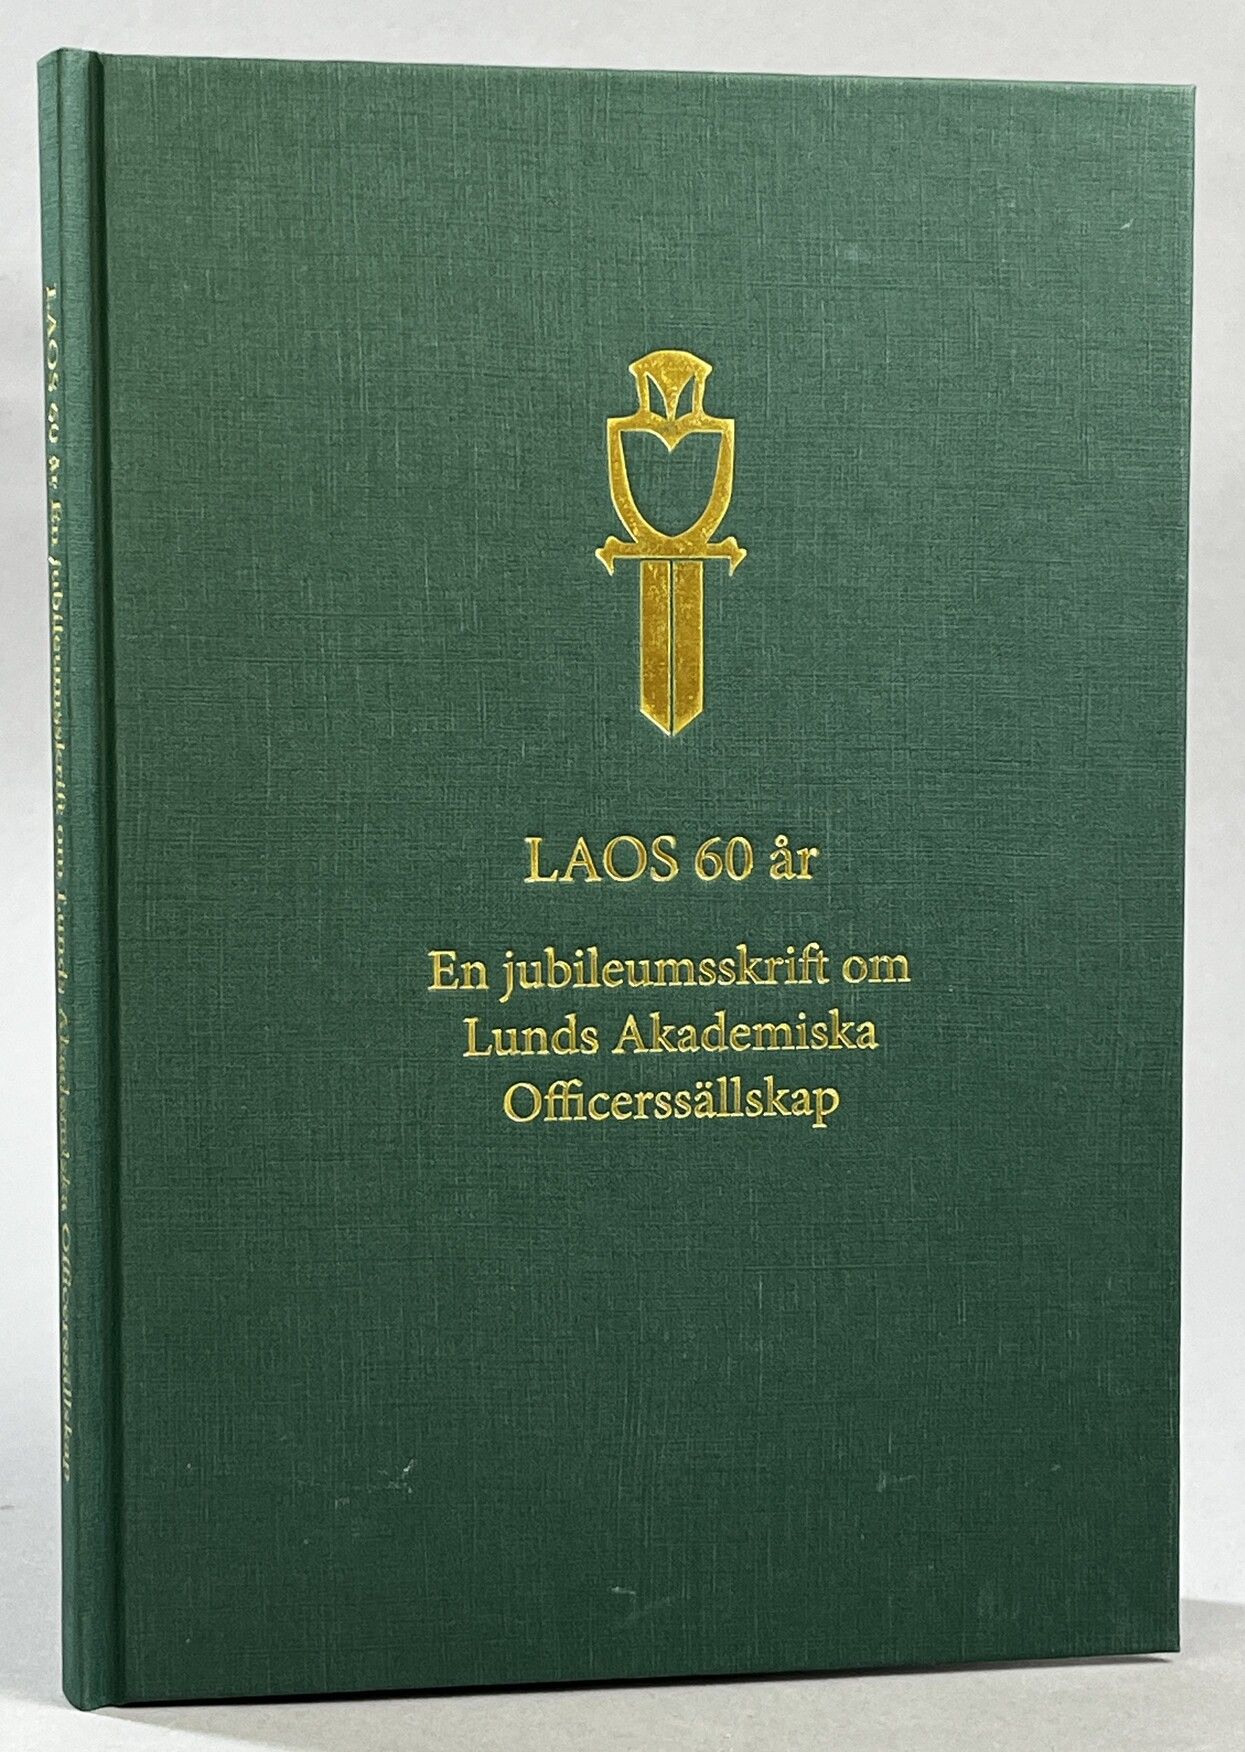 LAOS 60 år
En jubileumsskrift om
Lunds Akademiska
Officerssällskap
LAOS 60 år En jubileumsskrift om Lunds Akademiska Officerssällskap